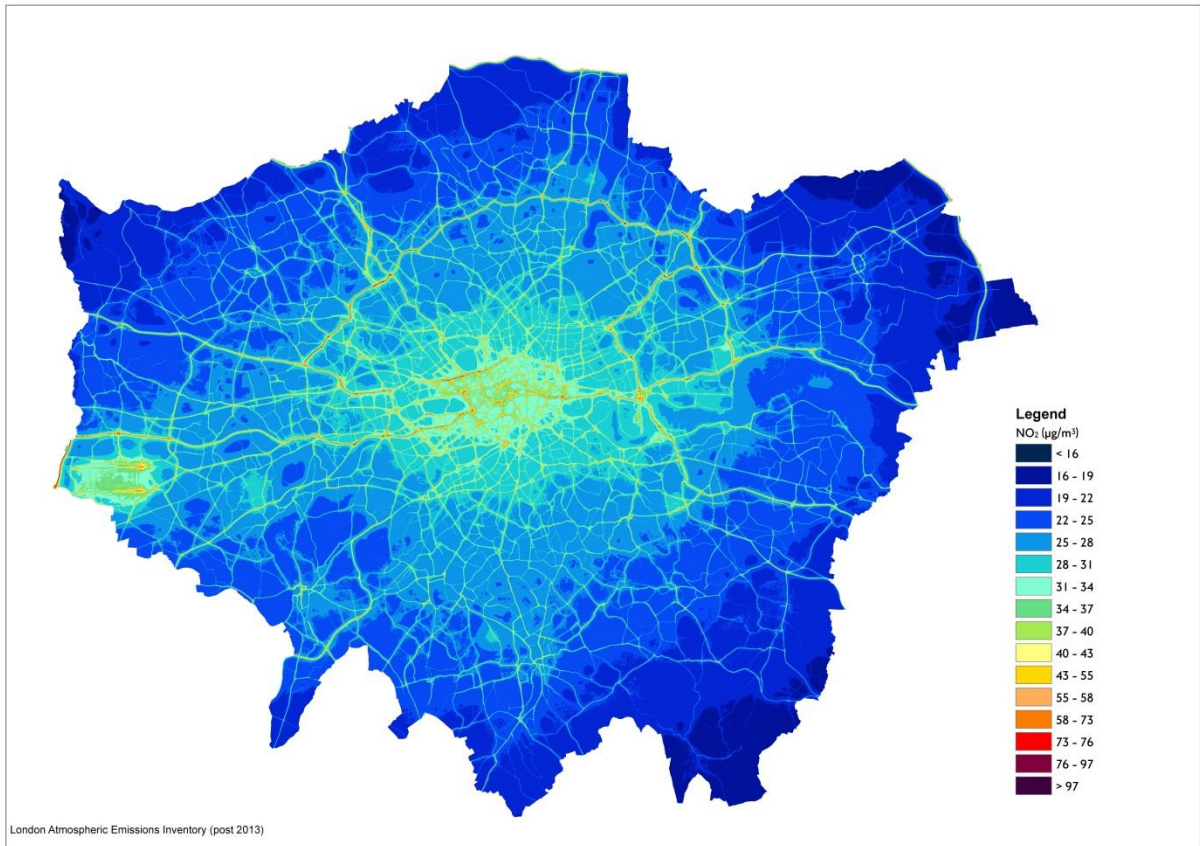 Legend
NO₂ (µg/m³)
< 16
16 - 19
19 - 22
22 - 25
25 - 28
28 - 31
31 - 34
34 - 37
37 - 40
40 - 43
43 - 55
55 - 58
58 - 73
73 - 76
76 - 97
> 97
London Atmospheric Emissions Inventory (post 2013)